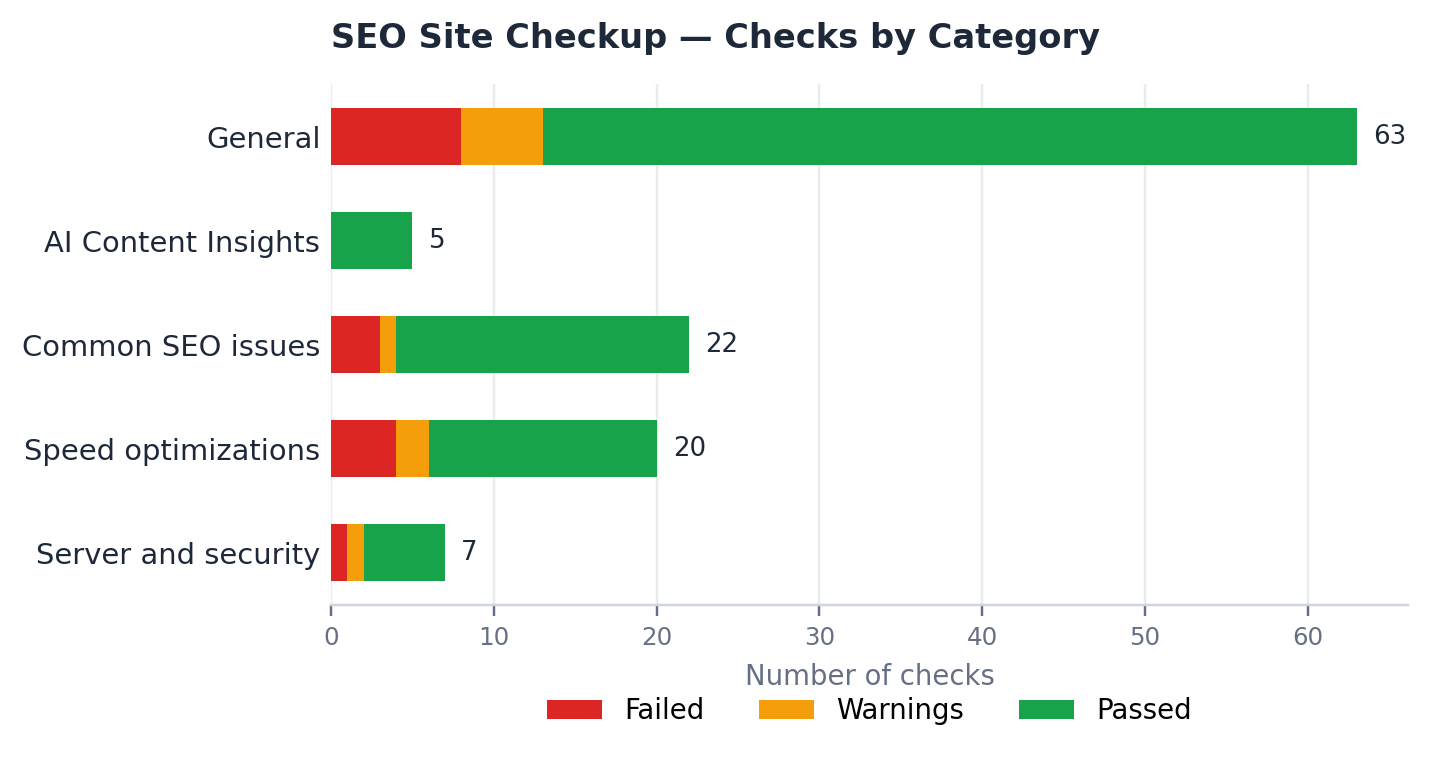 SEO Site Checkup — Checks by Category
General
63
AI Content Insights
5
Common SEO issues
22
Speed optimizations
20
Server and security
7
0 10 20 30 40 50 60
Number of checks
Failed Warnings Passed